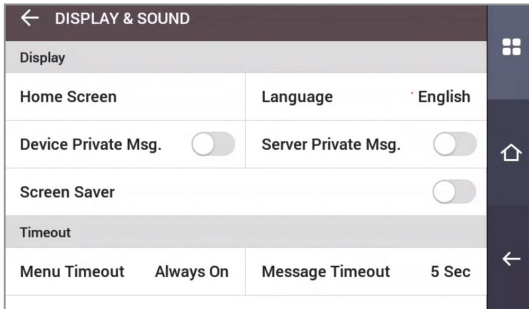 DISPLAY & SOUND
Display
Home Screen
Language English
Device Private Msg.
Server Private Msg.
Screen Saver
Timeout
Menu Timeout Always On
Message Timeout 5 Sec